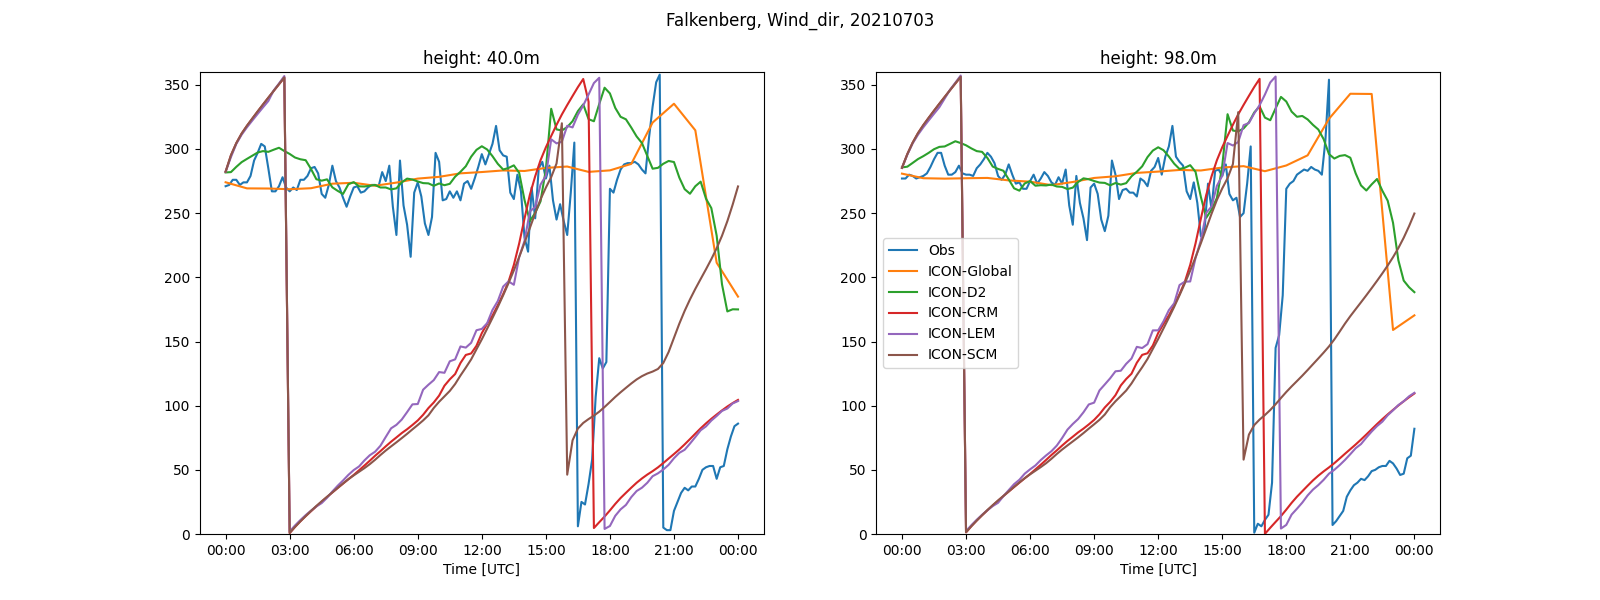 Falkenberg, Wind_dir, 20210703
height: 40.0m
350
300
250
200
150
100
50
0
00:00 03:00 06:00 09:00 12:00 15:00 18:00 21:00 00:00
Time [UTC]
height: 98.0m
350
300
250
200
150
100
50
0
Obs
ICON-Global
ICON-D2
ICON-CRM
ICON-LEM
ICON-SCM
00:00 03:00 06:00 09:00 12:00 15:00 18:00 21:00 00:00
Time [UTC]